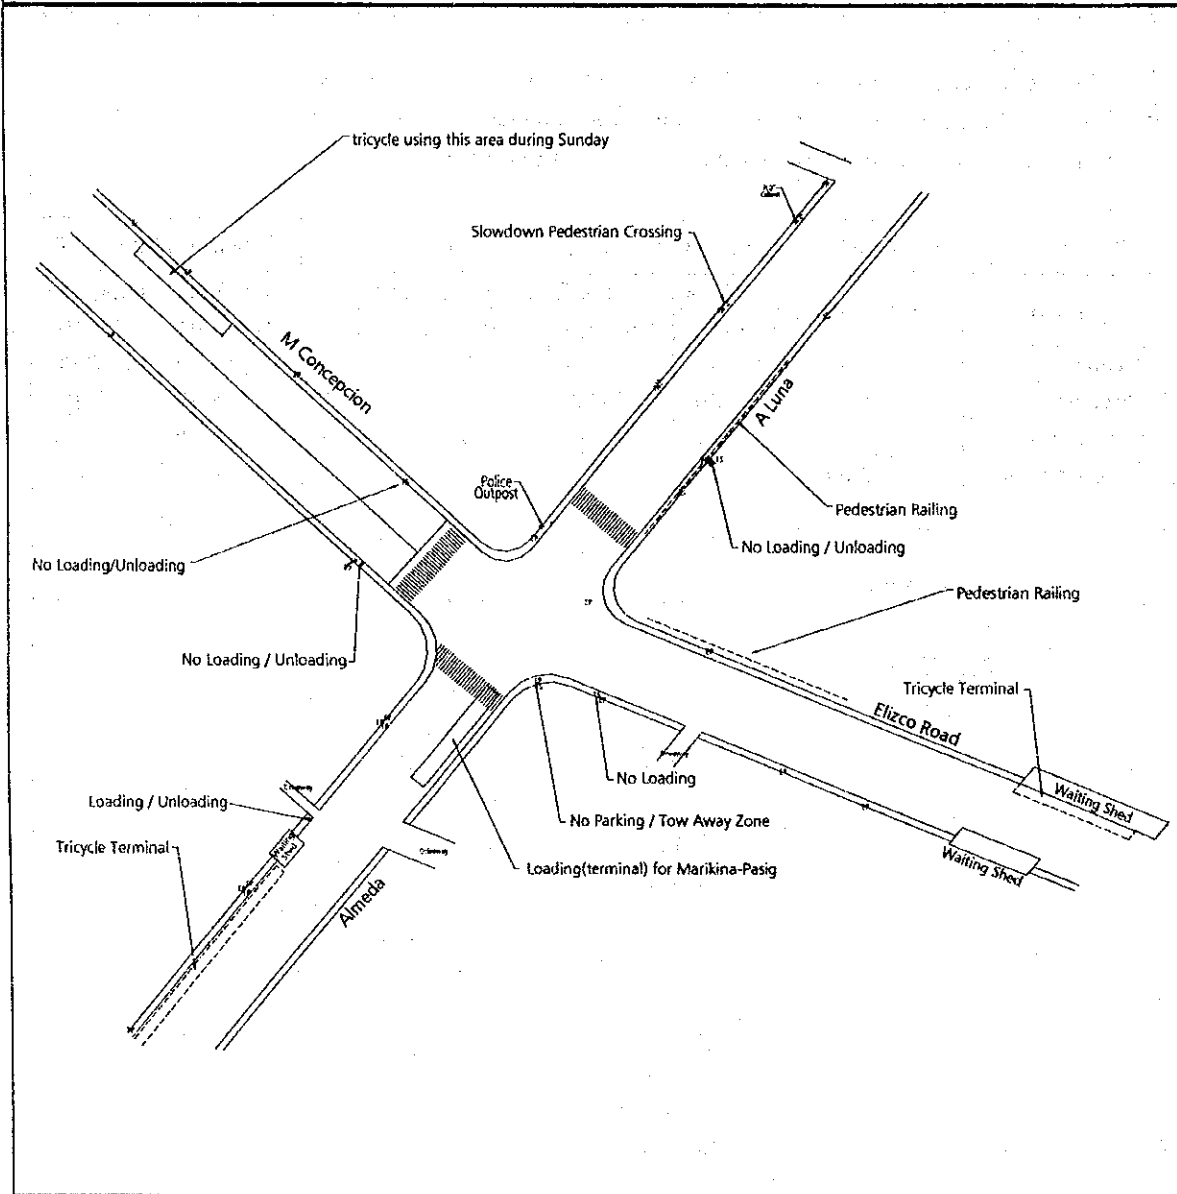 tricycle using this area during Sunday
Slowdown Pedestrian Crossing
M Concepcion
A Luna
Police
Outpost
Pedestrian Railing
No Loading / Unloading
No Loading/Unloading
Pedestrian Railing
No Loading / Unloading
Tricycle Terminal
Elizco Road
No Loading
Waiting Shed
Loading / Unloading
No Parking / Tow Away Zone
Tricycle Terminal
Waiting
Shed
Waiting Shed
Loading(terminal) for Marikina-Pasig
Almeda